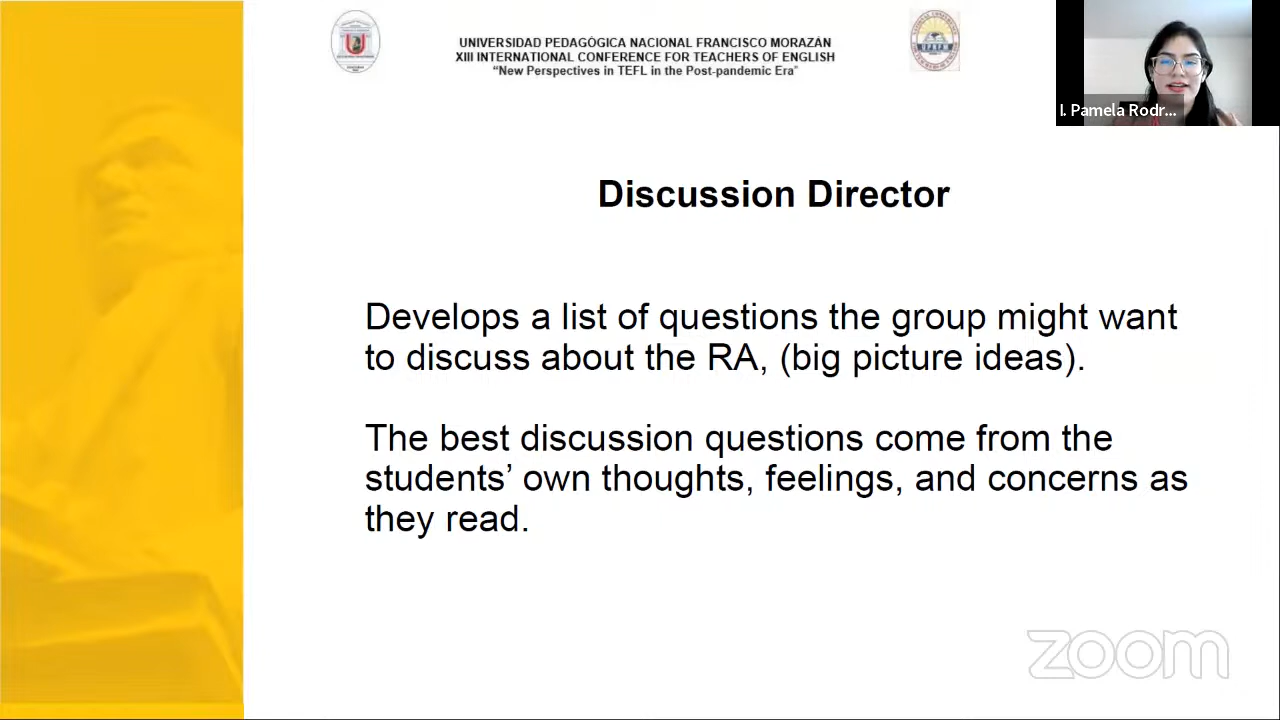 UNIVERSIDAD PEDAGÓGICA NACIONAL FRANCISCO MORAZÁN
XIII INTERNATIONAL CONFERENCE FOR TEACHERS OF ENGLISH
“New Perspectives in TEFL in the Post-pandemic Era”
I. Pamela Rodr...
Discussion Director
Develops a list of questions the group might want
to discuss about the RA, (big picture ideas).
The best discussion questions come from the
students’ own thoughts, feelings, and concerns as
they read.
zoom